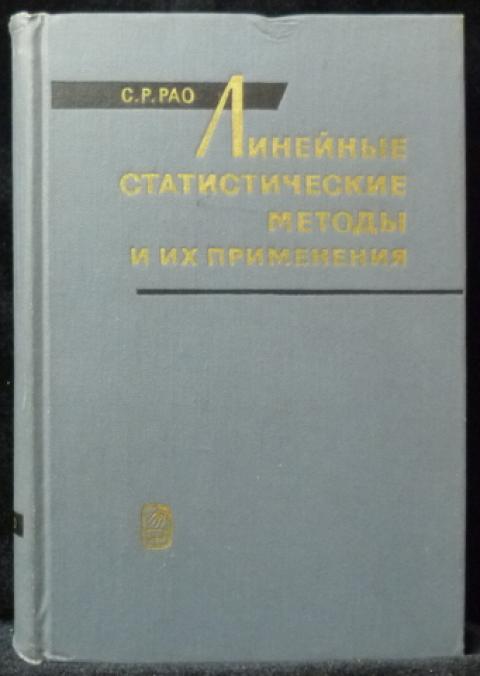 С.Р.РАО
ЛИНЕЙНЫЕ
СТАТИСТИЧЕСКИЕ
МЕТОДЫ
И ИХ ПРИМЕНЕНИЯ